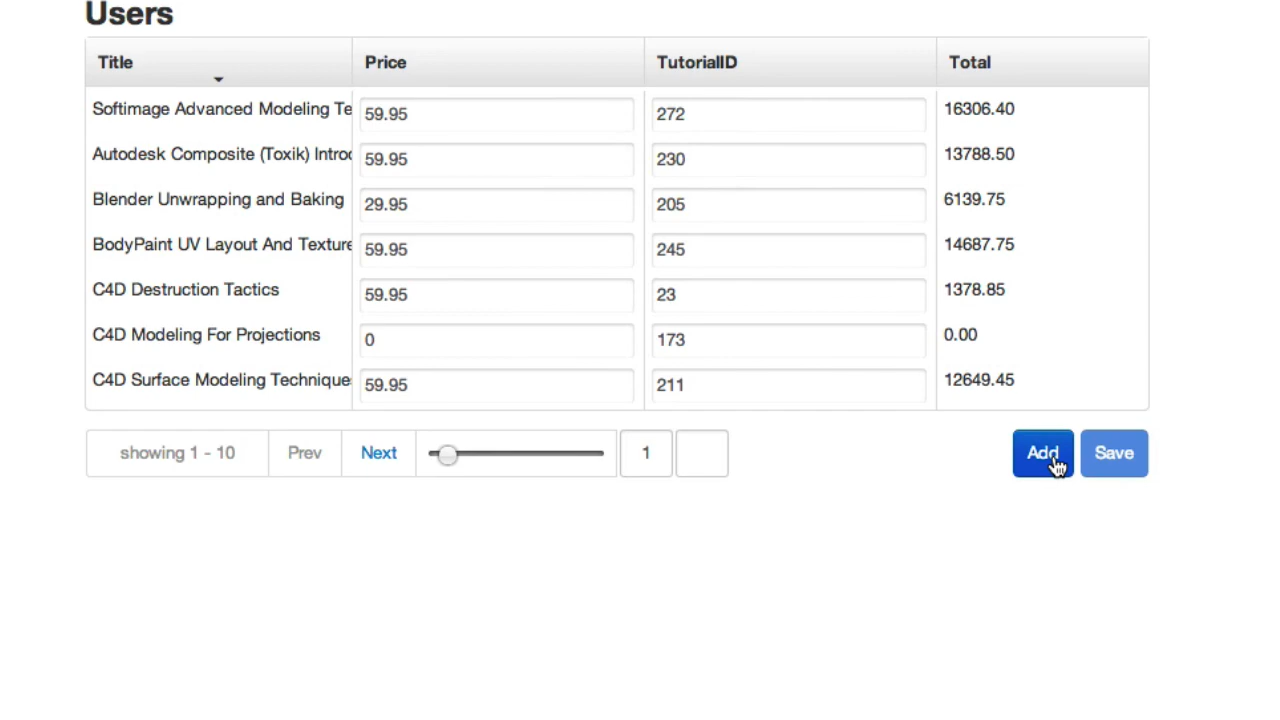 Users
Title Price TutorialID Total
Softimage Advanced Modeling 59.95 272 16306.40
Autodesk Composite (Toxik) 59.95 230 13788.50
Blender Unwrapping and Baking 29.95 205 6139.75
BodyPaint UV Layout And Texture 59.95 245 14687.75
C4D Destruction Tactics 59.95 23 1378.85
C4D Modeling For Projections 0 173 0.00
C4D Surface Modeling Technique 59.95 211 12649.45
showing 1 - 10 Prev Next 1 Add Save